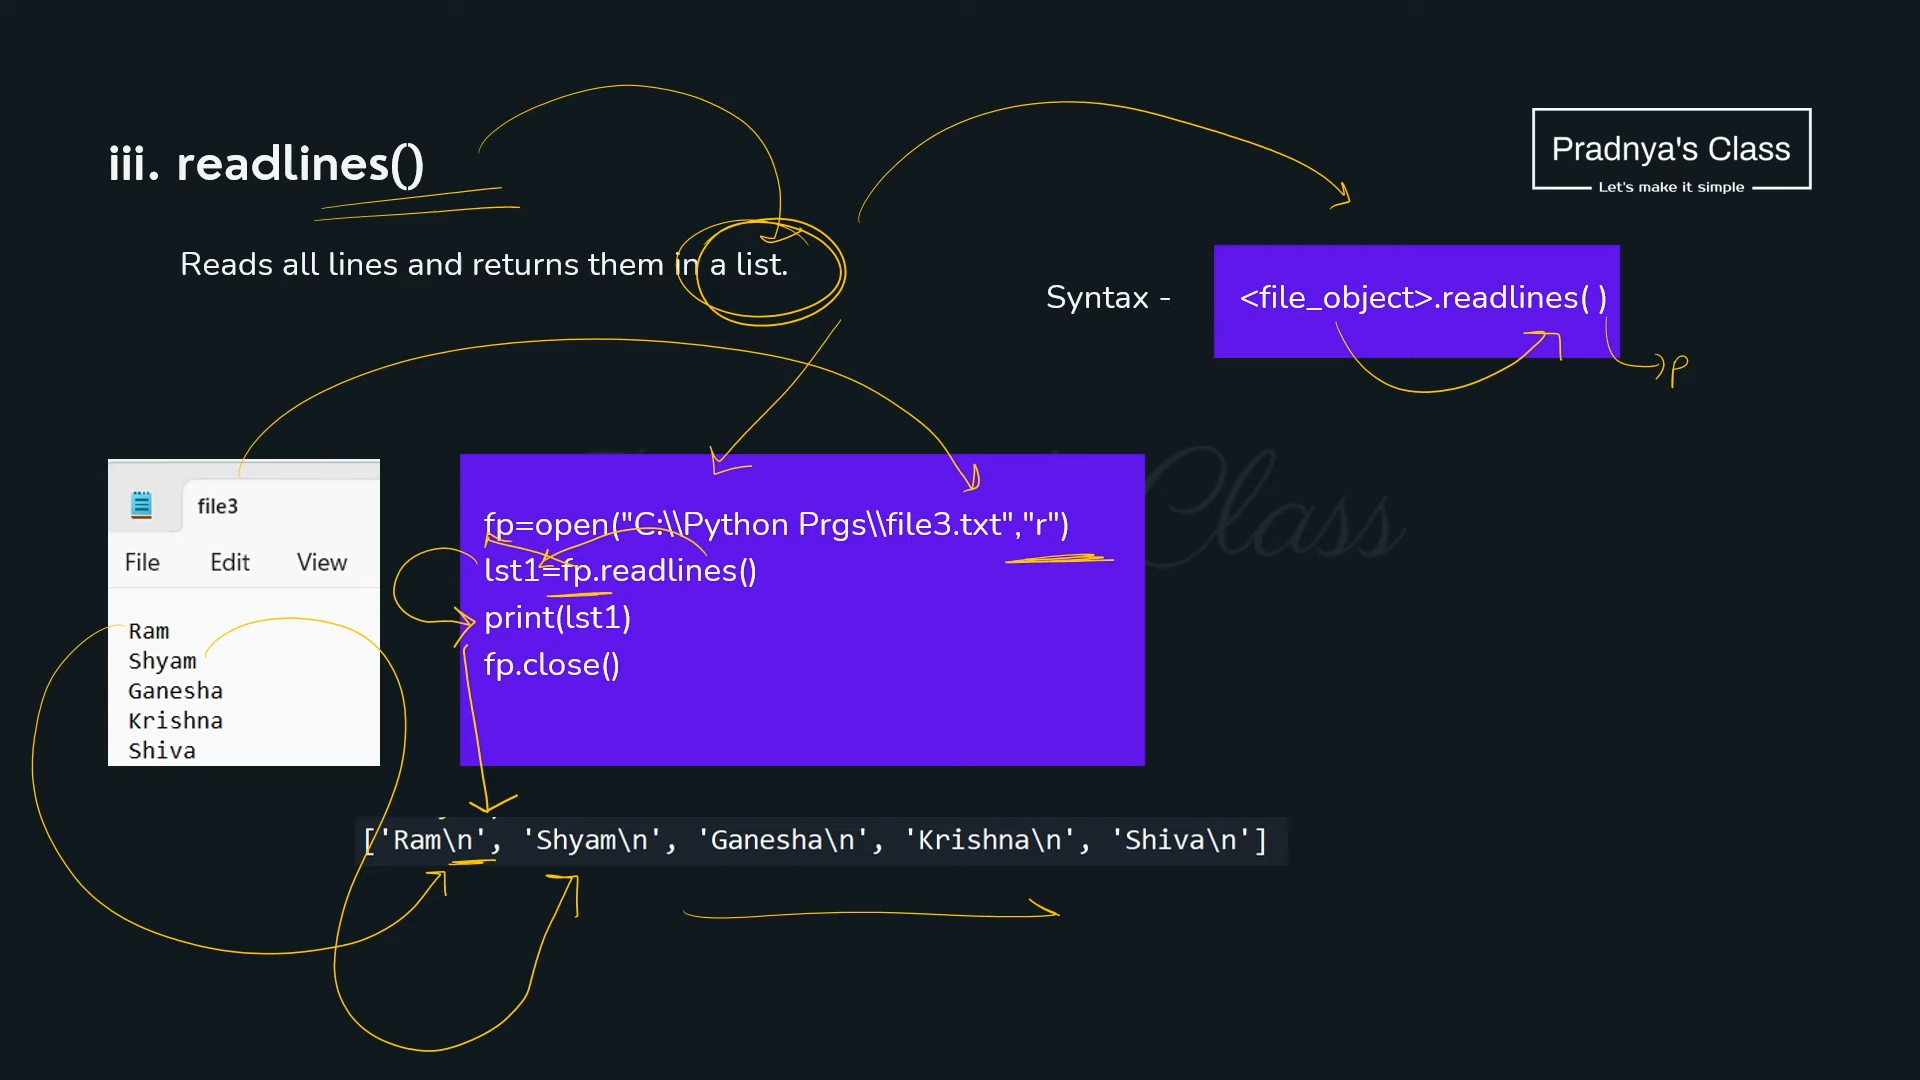 iii. readlines()
Pradnya's Class
Let's make it simple
Reads all lines and returns them in a list.
Syntax -
<file_object>.readlines( )
p
file3
File Edit View
Ram
Shyam
Ganesha
Krishna
Shiva
fp=open("C:\\Python Prgs\\file3.txt","r")
lst1=fp.readlines()
print(lst1)
fp.close()
Class
['Ram\n', 'Shyam\n', 'Ganesha\n', 'Krishna\n', 'Shiva\n']